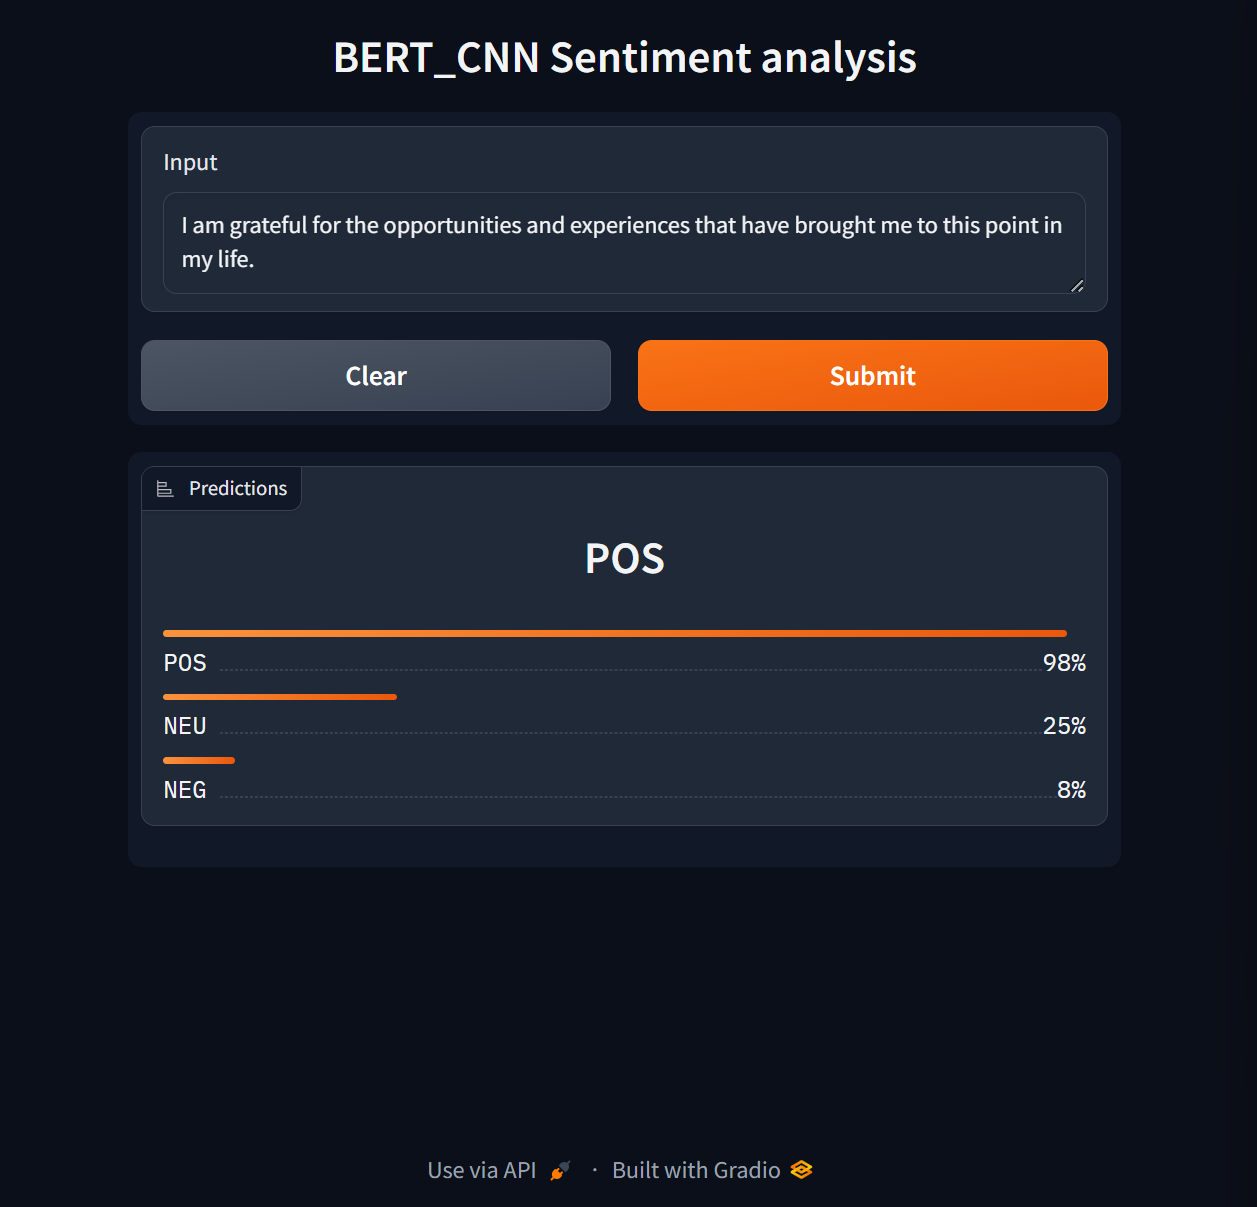 BERT_CNN Sentiment analysis
Input
I am grateful for the opportunities and experiences that have brought me to this point in
my life.
Clear
Submit
Predictions
POS
POS 98%
NEU 25%
NEG 8%
Use via API · Built with Gradio